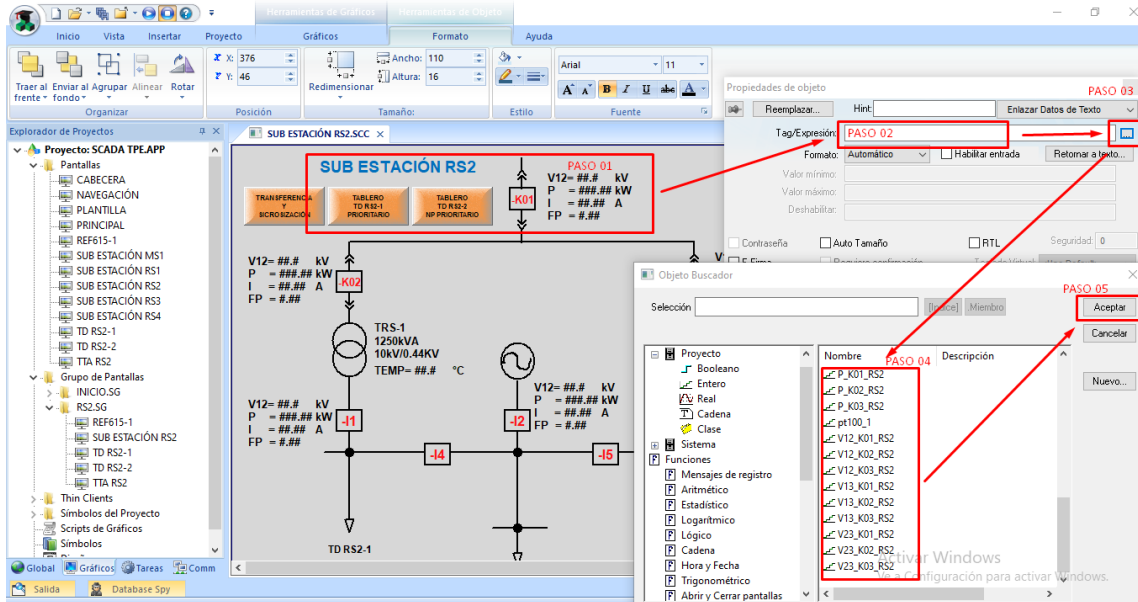 Herramientas de Gráficos
Herramientas de Objeto
Inicio
Vista
Insertar
Proyecto
Gráficos
Formato
Ayuda
Traer al frente
Enviar al fondo
Agrupar
Alinear
Rotar
Organizar
X: 376
Y: 46
Posición
Redimensionar
Ancho: 110
Altura: 16
Tamaño:
Estilo
Arial
11
A A B I U abc A
Fuente
Explorador de Proyectos
Proyecto: SCADA TPE.APP
Pantallas
CABECERA
NAVEGACIÓN
PLANTILLA
PRINCIPAL
REF615-1
SUB ESTACIÓN MS1
SUB ESTACIÓN RS1
SUB ESTACIÓN RS2
SUB ESTACIÓN RS3
SUB ESTACIÓN RS4
TD RS2-1
TD RS2-2
TTA RS2
Grupo de Pantallas
INICIO.SG
RS2.SG
REF615-1
SUB ESTACIÓN RS2
TD RS2-1
TD RS2-2
TTA RS2
Thin Clients
Símbolos del Proyecto
Scripts de Gráficos
Símbolos
Global
Gráficos
Tareas
Comm
Salida
Database Spy
SUB ESTACIÓN RS2.SCC
SUB ESTACIÓN RS2
PASO 01
TRANSFERENCIA
Y
SICROSIZACIÓN
TABLERO
TD RS2-1
PRIORITARIO
TABLERO
TD RS2-2
NP PRIORITARIO
-K01
V12= ##.# kV
P = ###.## kW
I = ##.## A
FP = #.##
V12= ##.# kV
P = ###.## kW
I = ##.## A
FP = #.##
-K02
TRS-1
1250kVA
10kV/0.44KV
TEMP= ##.# °C
V12= ##.# kV
P = ###.## kW
I = ##.## A
FP = #.##
-I1
V12= ##.# kV
P = ###.## kW
I = ##.## A
FP = #.##
-I2
-I4
-I5
TD RS2-1
Propiedades de objeto
PASO 03
Reemplazar...
Hint:
Enlazar Datos de Texto
Tag/Expresión:
PASO 02
...
Formato:
Automático
Habilitar entrada
Retornar a texto...
Valor mínimo:
Valor máximo:
Deshabilitar:
Contraseña
Auto Tamaño
RTL
Seguridad: 0
Objeto Buscador
PASO 05
Selección
[Indice]
Miembro
Aceptar
Cancelar
Nuevo...
Proyecto
Booleano
Entero
Real
Cadena
Clase
Sistema
Funciones
Mensajes de registro
Aritmético
Estadístico
Logarítmico
Lógico
Cadena
Hora y Fecha
Trigonométrico
Abrir y Cerrar pantallas
Nombre
PASO 04
Descripción
P_K01_RS2
P_K02_RS2
P_K03_RS2
pt100_1
V12_K01_RS2
V12_K02_RS2
V12_K03_RS2
V13_K01_RS2
V13_K02_RS2
V13_K03_RS2
V23_K01_RS2
V23_K02_RS2
V23_K03_RS2
Activar Windows
Ve a Configuración para activar Windows.